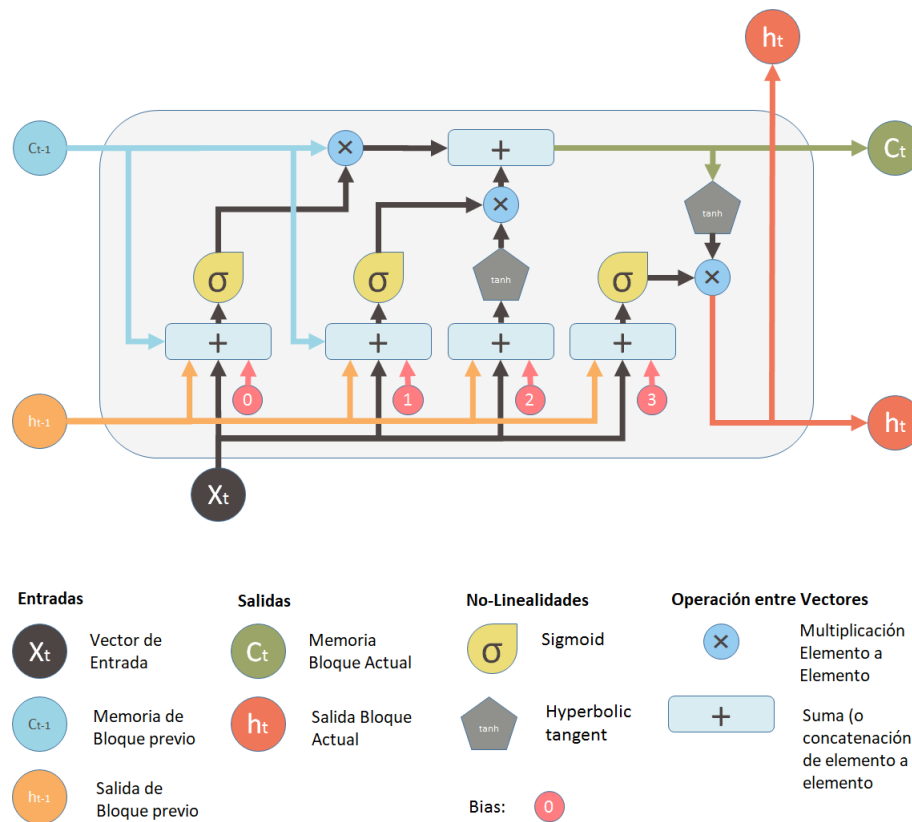 ht
Ct-1
×
+
Ct
tanh
×
σ
σ
tanh
σ
×
+
+
+
+
0
1
2
3
ht-1
ht
Xt
Entradas
Salidas
No-Linealidades
Operación entre Vectores
Xt
Vector de
Entrada
Ct
Memoria
Bloque Actual
σ
Sigmoid
×
Multiplicación
Elemento a
Elemento
Ct-1
Memoria de
Bloque previo
ht
Salida Bloque
Actual
tanh
Hyperbolic
tangent
+
Suma (o
concatenación
de elemento a
elemento
ht-1
Salida de
Bloque previo
Bias:
0